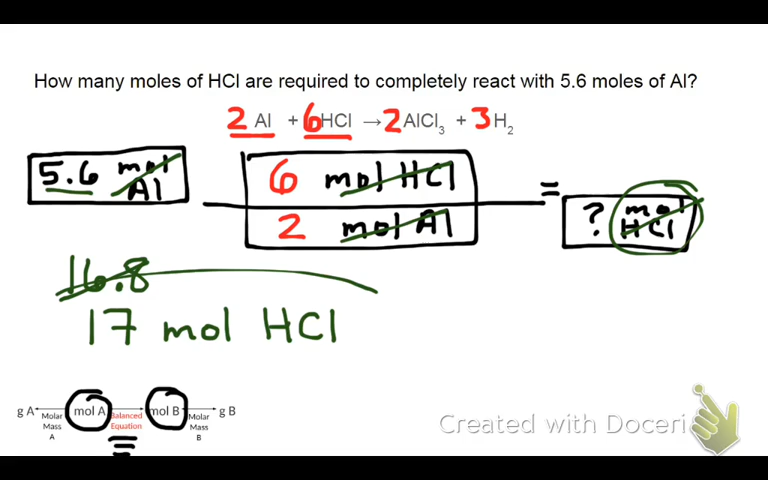 How many moles of HCl are required to completely react with 5.6 moles of Al?
2 Al + 6HCl → 2AlCl₃ + 3H₂
5.6 mol Al
6 mol HCl
2 mol Al
= ? mol HCl
16.8
17 mol HCl
g A mol A mol B g B
Molar Mass A
Balanced Equation
Molar Mass B
Created with Doceri